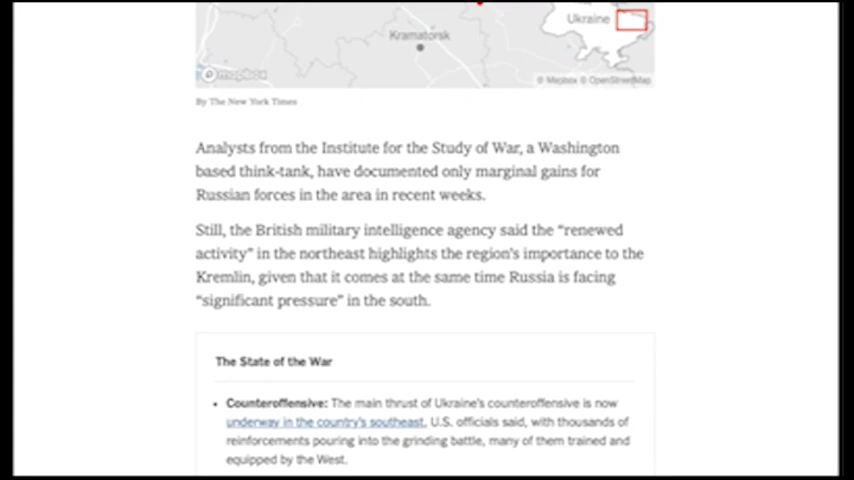 Ukraine
Kramatorsk
mapbox
© Mapbox © OpenStreetMap
By The New York Times
Analysts from the Institute for the Study of War, a Washington
based think-tank, have documented only marginal gains for
Russian forces in the area in recent weeks.
Still, the British military intelligence agency said the “renewed
activity” in the northeast highlights the region’s importance to the
Kremlin, given that it comes at the same time Russia is facing
“significant pressure” in the south.
The State of the War
• Counteroffensive: The main thrust of Ukraine’s counteroffensive is now
underway in the country’s southeast, U.S. officials said, with thousands of
reinforcements pouring into the grinding battle, many of them trained and
equipped by the West.